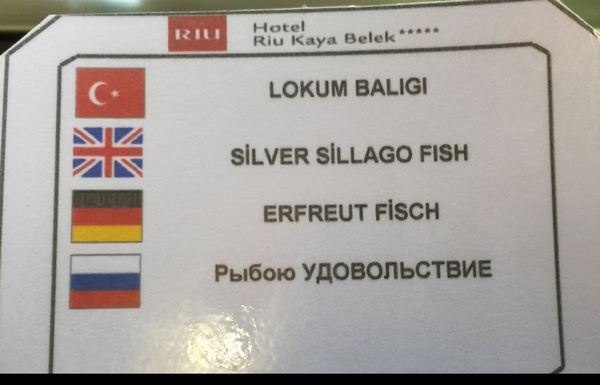 RIU
Hotel
Riu Kaya Belek*****
LOKUM BALIGI
SİLVER SİLLAGO FISH
ERFREUT FİSCH
Рыбою УДОВОЛЬСТВИЕ